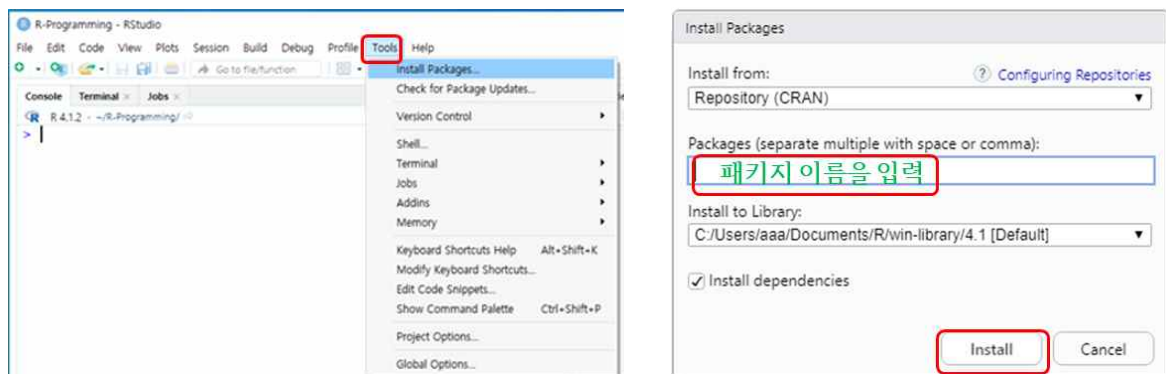 R-Programming - RStudio
File Edit Code View Plots Session Build Debug Profile Tools Help
Go to file/function
Install Packages...
Console Terminal Jobs
Check for Package Updates...
R 4.1.2 · ~/R-Programming/
Version Control
>
Shell...
Terminal
Jobs
Addins
Memory
Keyboard Shortcuts Help Alt+Shift+K
Modify Keyboard Shortcuts...
Edit Code Snippets...
Show Command Palette Ctrl+Shift+P
Project Options...
Global Options...
Install Packages
Install from: ? Configuring Repositories
Repository (CRAN)
Packages (separate multiple with space or comma):
패키지 이름을 입력
Install to Library:
C:/Users/aaa/Documents/R/win-library/4.1 [Default]
Install dependencies
Install Cancel